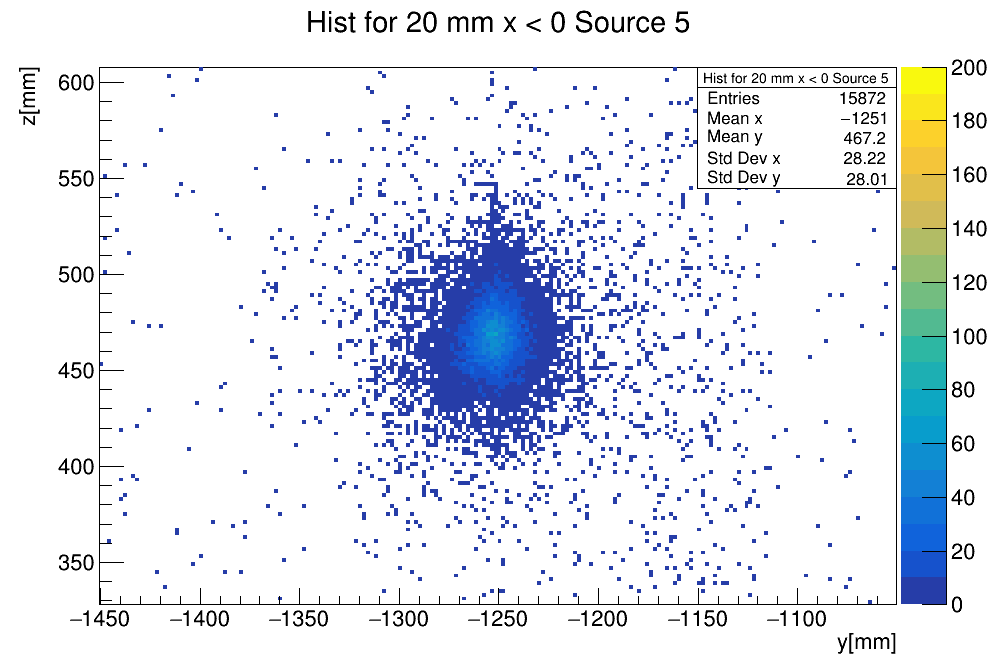 Hist for 20 mm x < 0 Source 5
z[mm]
600
550
500
450
400
350
−1450 −1400 −1350 −1300 −1250 −1200 −1150 −1100
y[mm]
Hist for 20 mm x < 0 Source 5
Entries 15872
Mean x −1251
Mean y 467.2
Std Dev x 28.22
Std Dev y 28.01
200
180
160
140
120
100
80
60
40
20
0